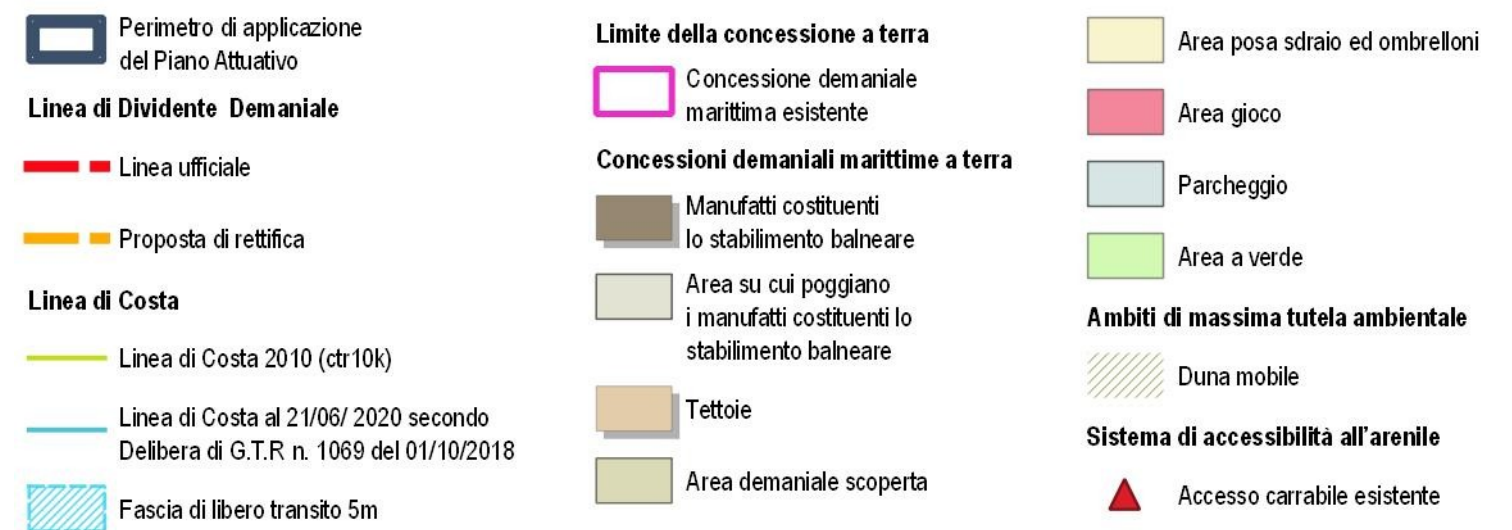 Perimetro di applicazione
del Piano Attuativo
Linea di Dividente Demaniale
Linea ufficiale
Proposta di rettifica
Linea di Costa
Linea di Costa 2010 (ctr10k)
Linea di Costa al 21/06/ 2020 secondo
Delibera di G.T.R n. 1069 del 01/10/2018
Fascia di libero transito 5m
Limite della concessione a terra
Concessione demaniale
marittima esistente
Concessioni demaniali marittime a terra
Manufatti costituenti
lo stabilimento balneare
Area su cui poggiano
i manufatti costituenti lo
stabilimento balneare
Tettoie
Area demaniale scoperta
Area posa sdraio ed ombrelloni
Area gioco
Parcheggio
Area a verde
Ambiti di massima tutela ambientale
Duna mobile
Sistema di accessibilità all'arenile
Accesso carrabile esistente